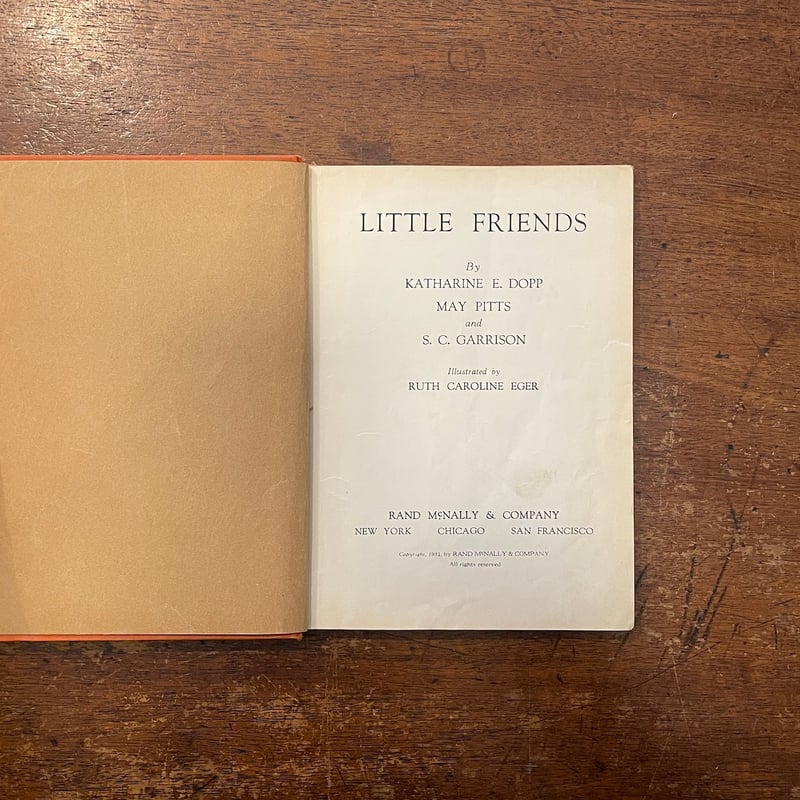 LITTLE FRIENDS
By
KATHARINE E. DOPP
MAY PITTS
and
S. C. GARRISON
Illustrated by
RUTH CAROLINE EGER
RAND McNALLY & COMPANY
NEW YORK CHICAGO SAN FRANCISCO
Copyright, by RAND McNALLY & COMPANY
All rights reserved